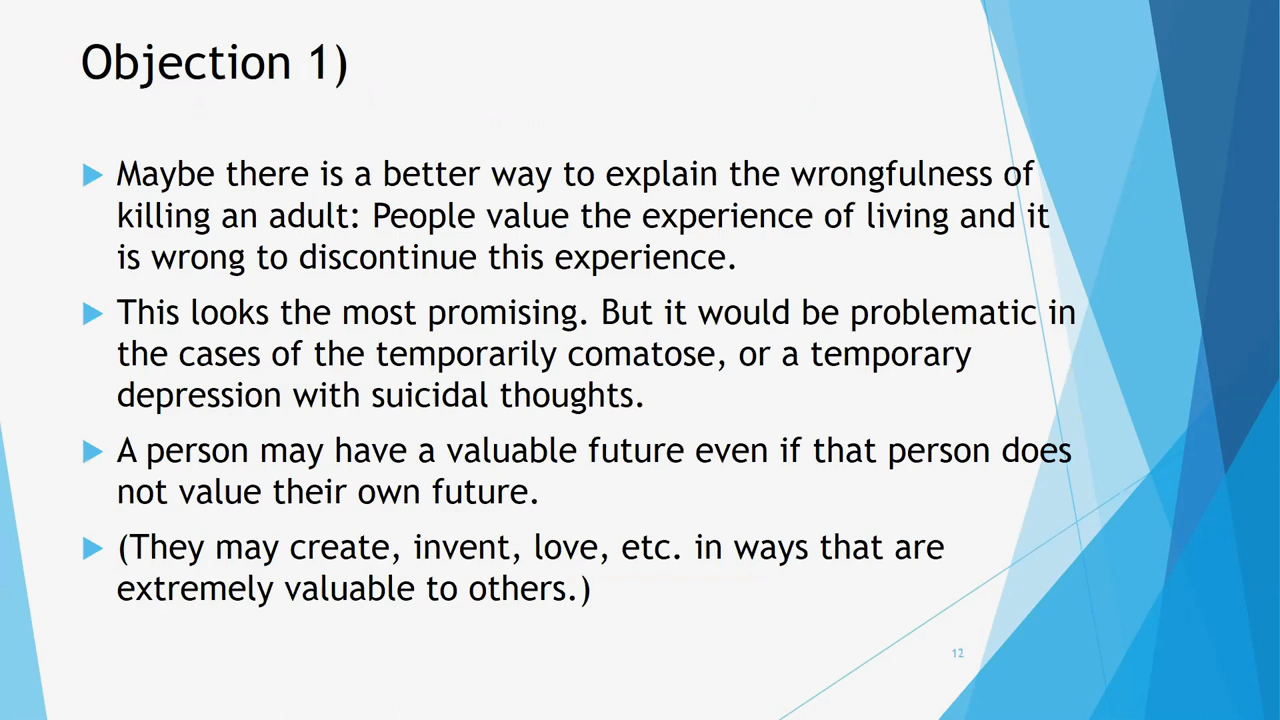 Objection 1)
Maybe there is a better way to explain the wrongfulness of
killing an adult: People value the experience of living and it
is wrong to discontinue this experience.
This looks the most promising. But it would be problematic in
the cases of the temporarily comatose, or a temporary
depression with suicidal thoughts.
A person may have a valuable future even if that person does
not value their own future.
(They may create, invent, love, etc. in ways that are
extremely valuable to others.)
12